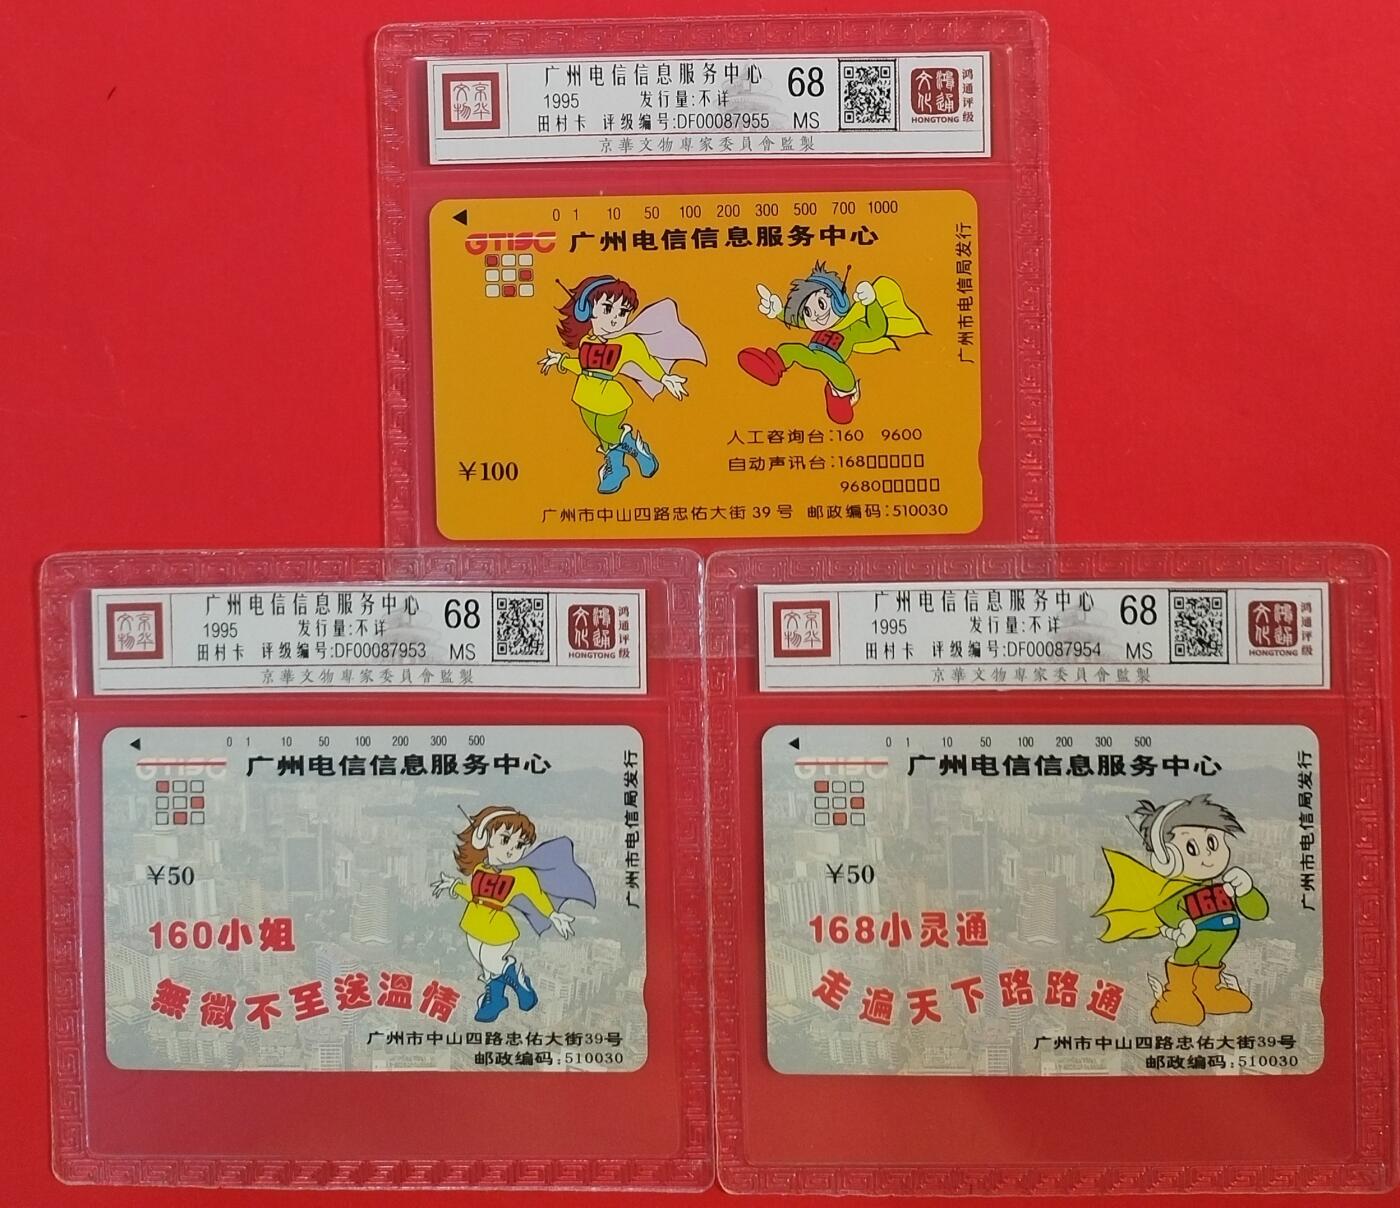 京华
文物
广州电信信息服务中心
1995 发行量:不详
田村卡 评级编号:DF00087955
68
MS
鸿通
文化
HONGTONG
鸿通评级
京華文物專家委員會監製
0 1 10 50 100 200 300 500 700 1000
GTISC 广州电信信息服务中心
广州市电信局发行
160
168
人工咨询台:160 9600
自动声讯台:168□□□□□
9680□□□□□
￥100
广州市中山四路忠佑大街 39 号 邮政编码:510030
京华
文物
广州电信信息服务中心
1995 发行量:不详
田村卡 评级编号:DF00087953
68
MS
鸿通
文化
HONGTONG
鸿通评级
京華文物專家委員會監製
0 1 10 50 100 200 300 500
GTISC 广州电信信息服务中心
广州市电信局发行
￥50
160
160小姐
無微不至送溫情
广州市中山四路忠佑大街39号
邮政编码:510030
京华
文物
广州电信信息服务中心
1995 发行量:不详
田村卡 评级编号:DF00087954
68
MS
鸿通
文化
HONGTONG
鸿通评级
京華文物專家委員會監製
0 1 10 50 100 200 300 500
GTISC 广州电信信息服务中心
广州市电信局发行
￥50
168
168小灵通
走遍天下路路通
广州市中山四路忠佑大街39号
邮政编码:510030